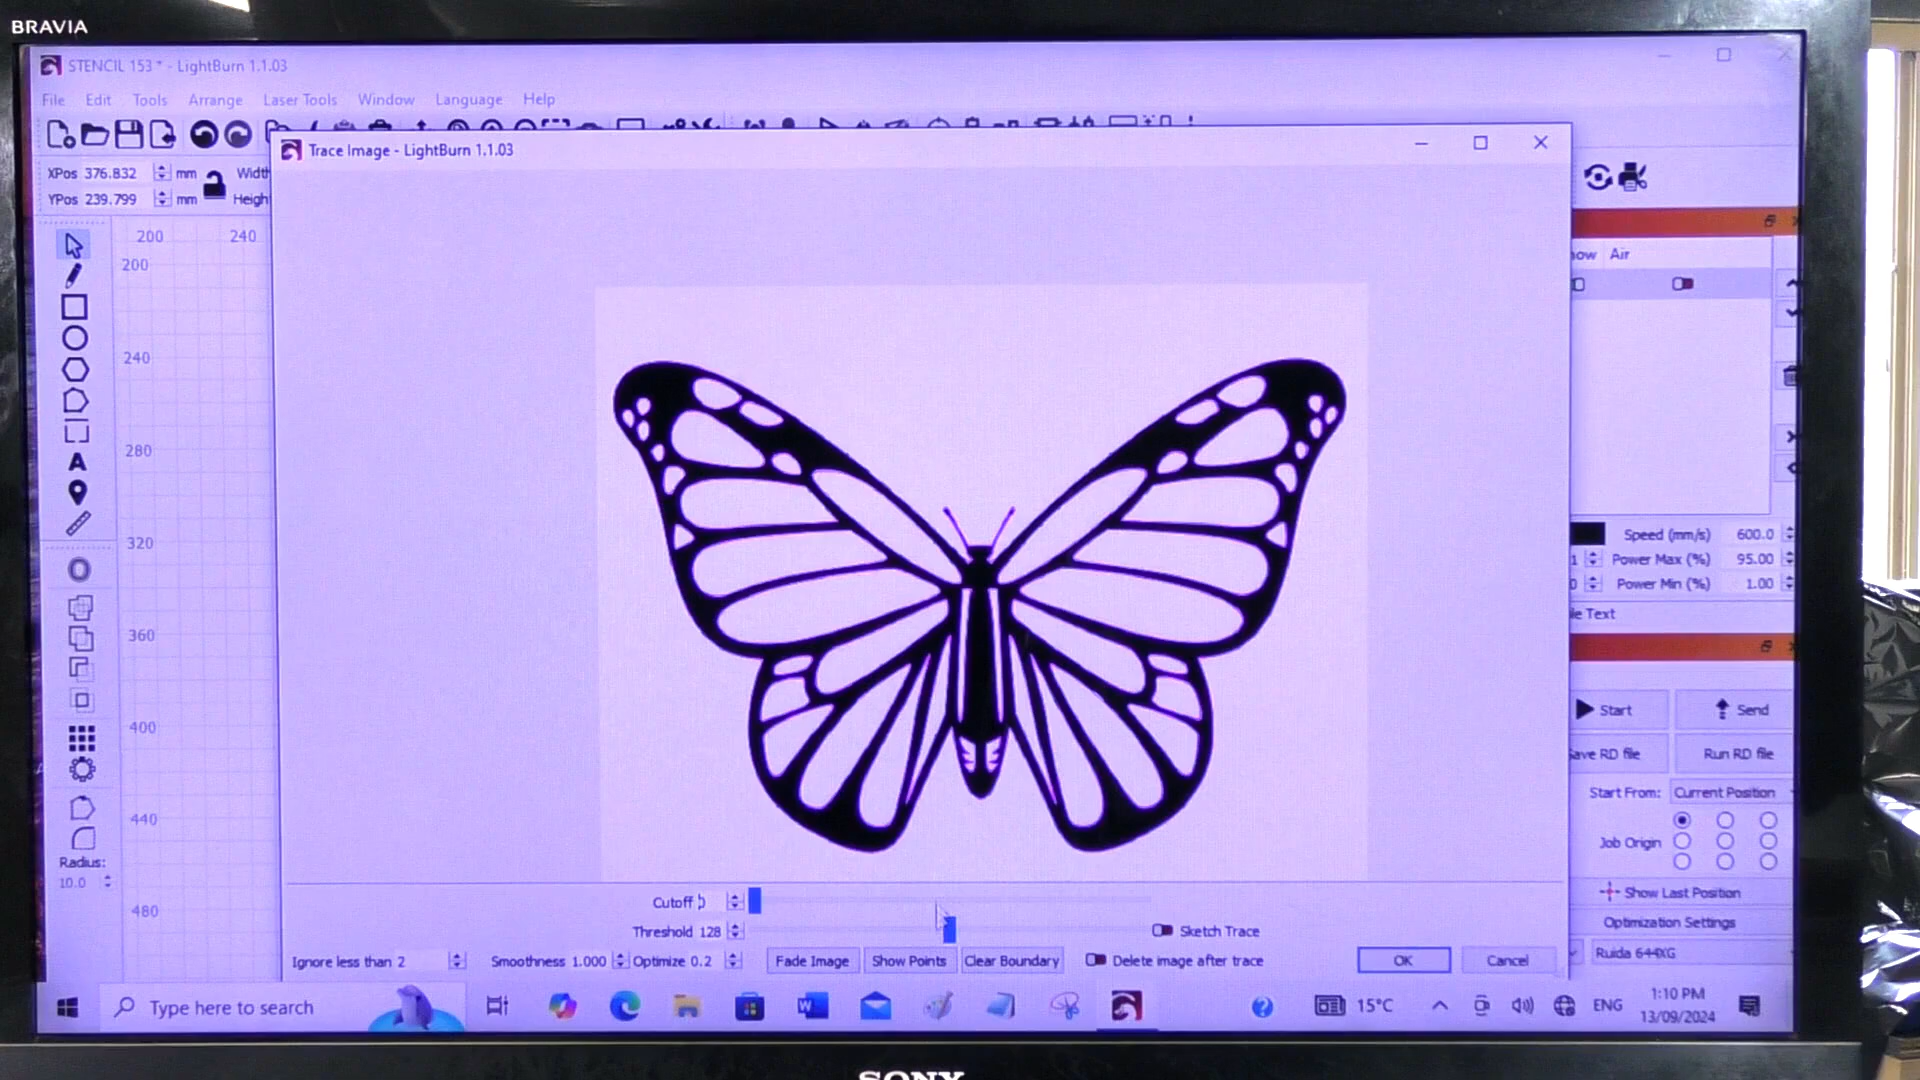 BRAVIA
STENCIL 153 * - LightBurn 1.1.03
File Edit Tools Arrange Laser Tools Window Language Help
Trace Image - LightBurn 1.1.03
XPos 376.832 mm Width
YPos 239.799 mm Heigh
200 240
200
240
280
320
360
400
440
480
Radius:
10.0
Air
Speed (mm/s) 600.0
Power Max (%) 95.00
Power Min (%) 1.00
Text
Start Send
ave RD file Run RD file
Start From: Current Position
Job Origin
Show Last Position
Optimization Settings
Ruida 644XG
Cutoff
Threshold 128 Sketch Trace
Ignore less than 2 Smoothness 1.000 Optimize 0.2 Fade Image Show Points Clear Boundary Delete image after trace OK Cancel
Type here to search
15°C ENG 1:10 PM
13/09/2024
SONY